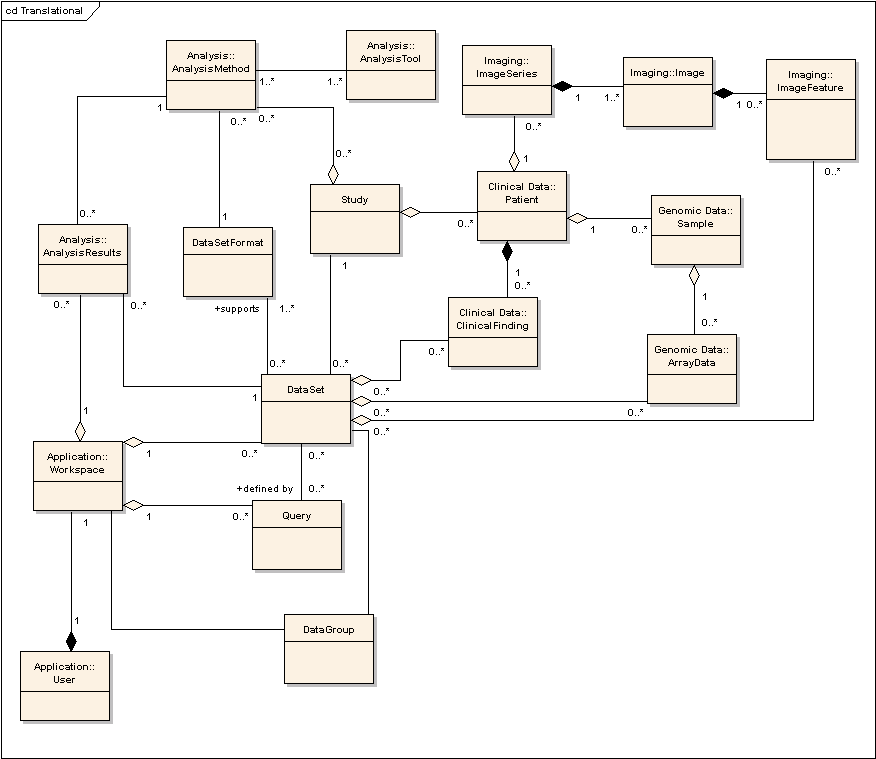 cd Translational
Analysis::
AnalysisMethod
Analysis::
AnalysisTool
Imaging::
ImageSeries
Imaging::Image
Imaging::
ImageFeature
1..*
1..*
1
1..*
1
0..*
1
0..*
0..*
0..*
0..*
0..*
1
0..*
Study
Clinical Data::
Patient
0..*
Genomic Data::
Sample
1
0..*
0..*
1
Analysis::
AnalysisResults
DataSetFormat
1
1
0..*
1
0..*
0..*
0..*
+supports
1..*
Clinical Data::
ClinicalFinding
0..*
Genomic Data::
ArrayData
0..*
0..*
0..*
DataSet
1
0..*
0..*
0..*
0..*
1
Application::
Workspace
1
0..*
0..*
+defined by
0..*
1
0..*
Query
1
1
DataGroup
Application::
User